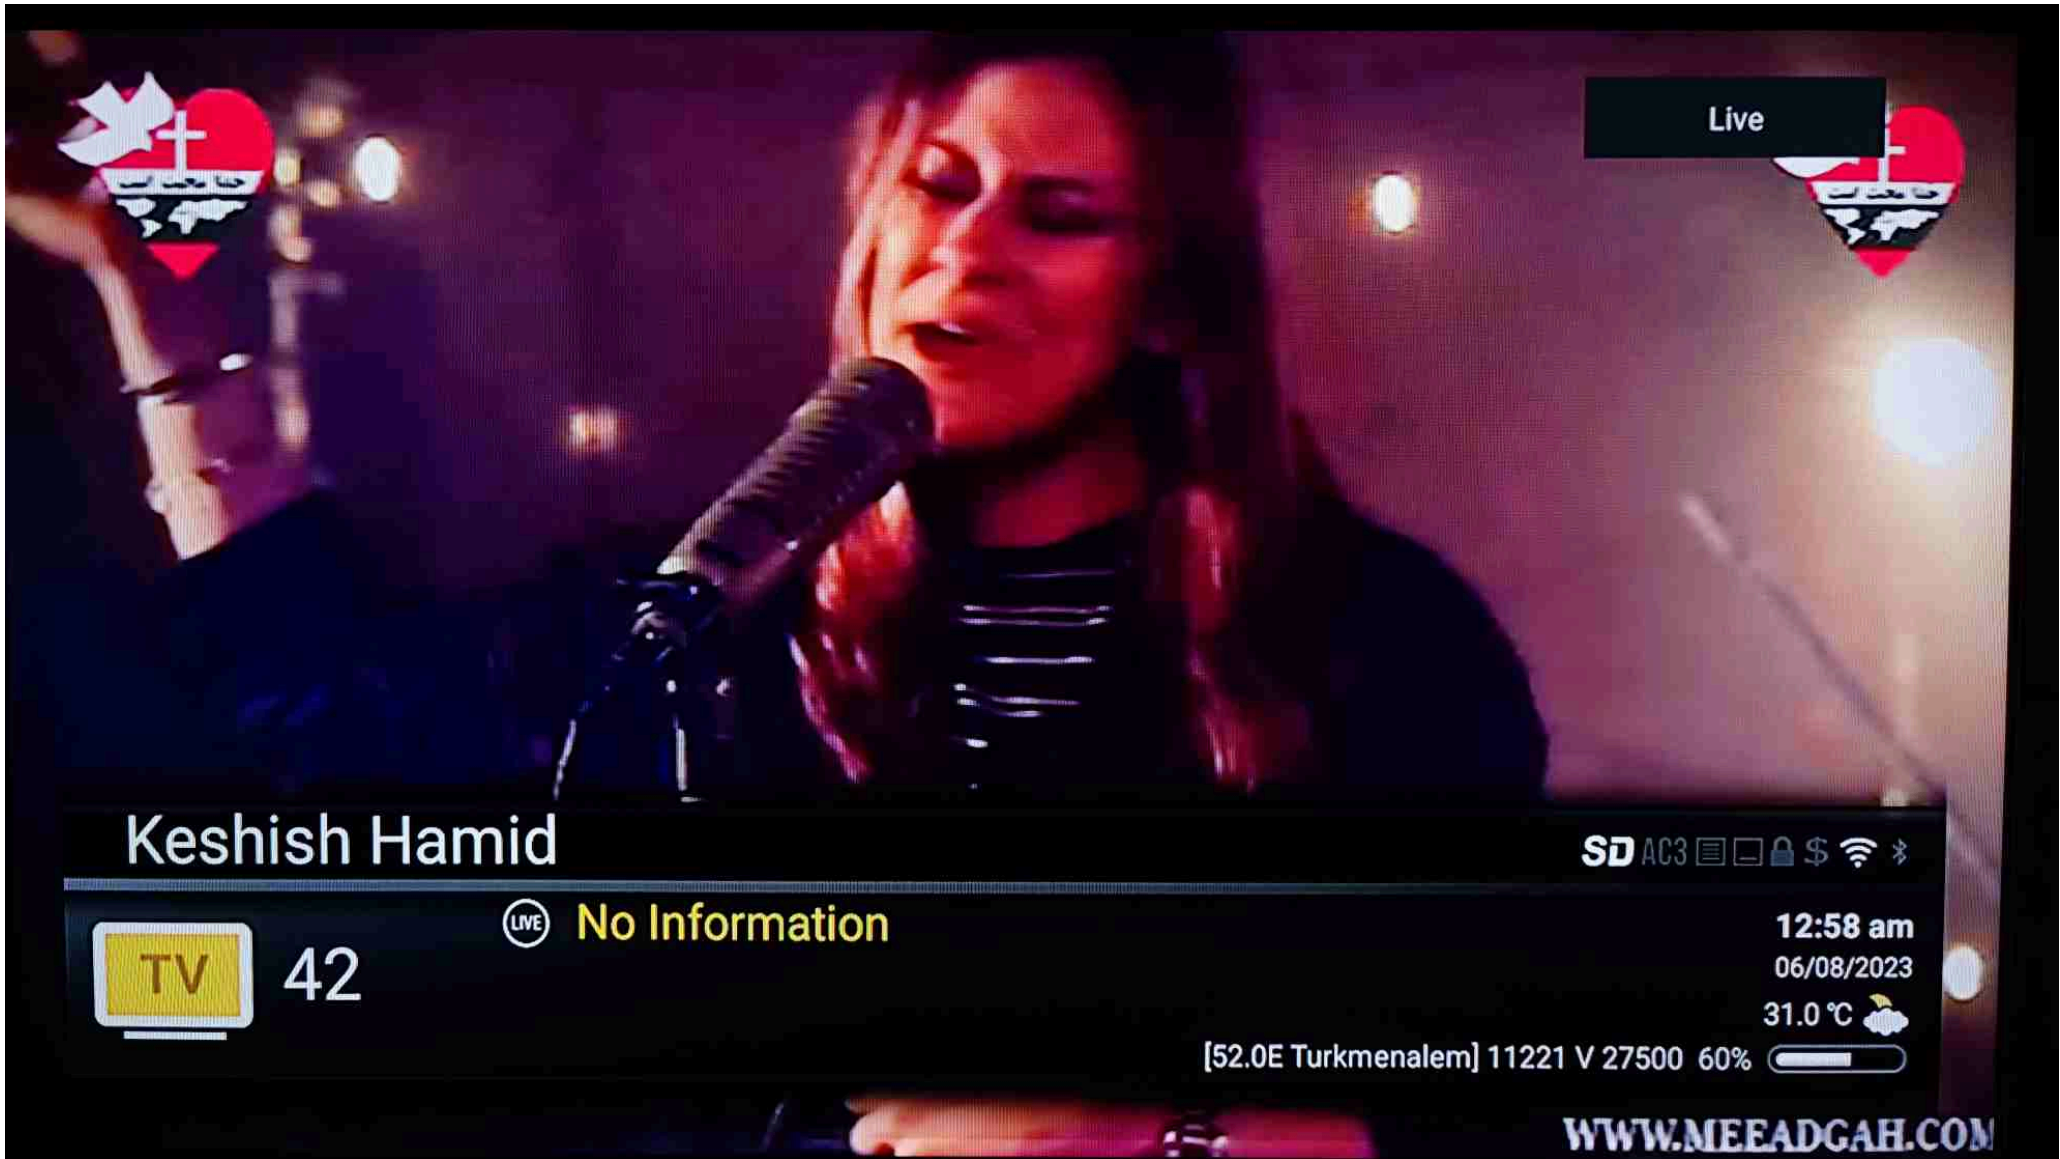 Live
Keshish Hamid
SD AC3 $
TV
42
LIVE No Information
12:58 am
06/08/2023
31.0 °C
[52.0E Turkmenalem] 11221 V 27500 60%
WWW.MEEADGAH.COM